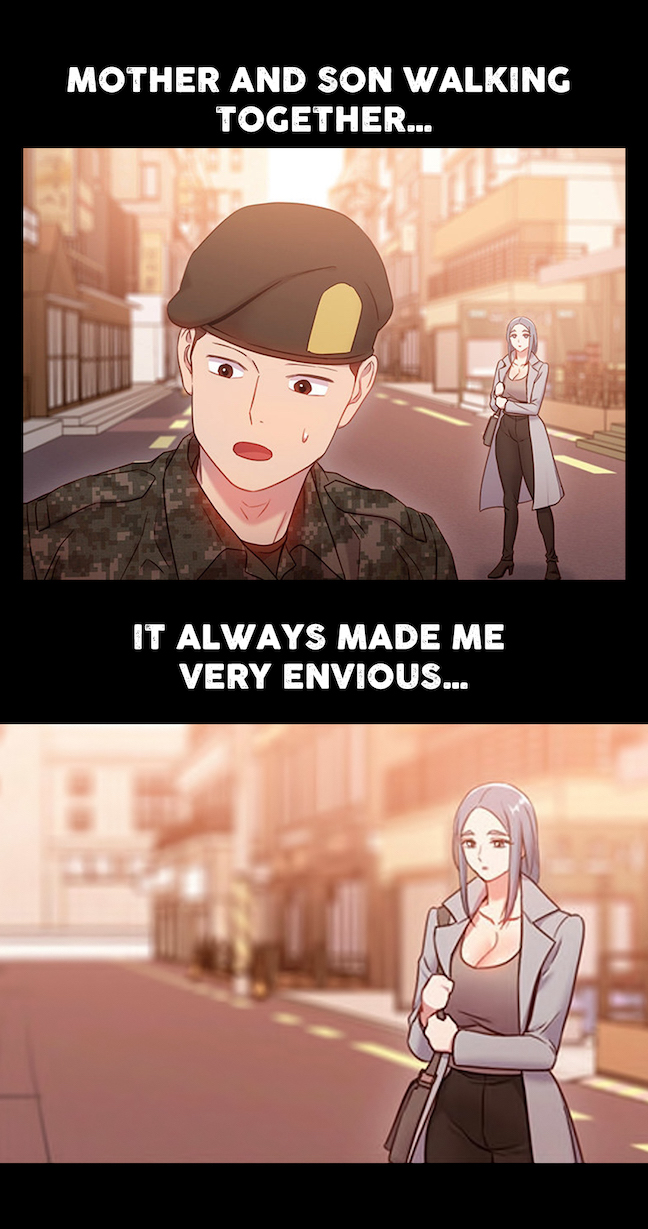 MOTHER AND SON WALKING
TOGETHER...
IT ALWAYS MADE ME
VERY ENVIOUS...